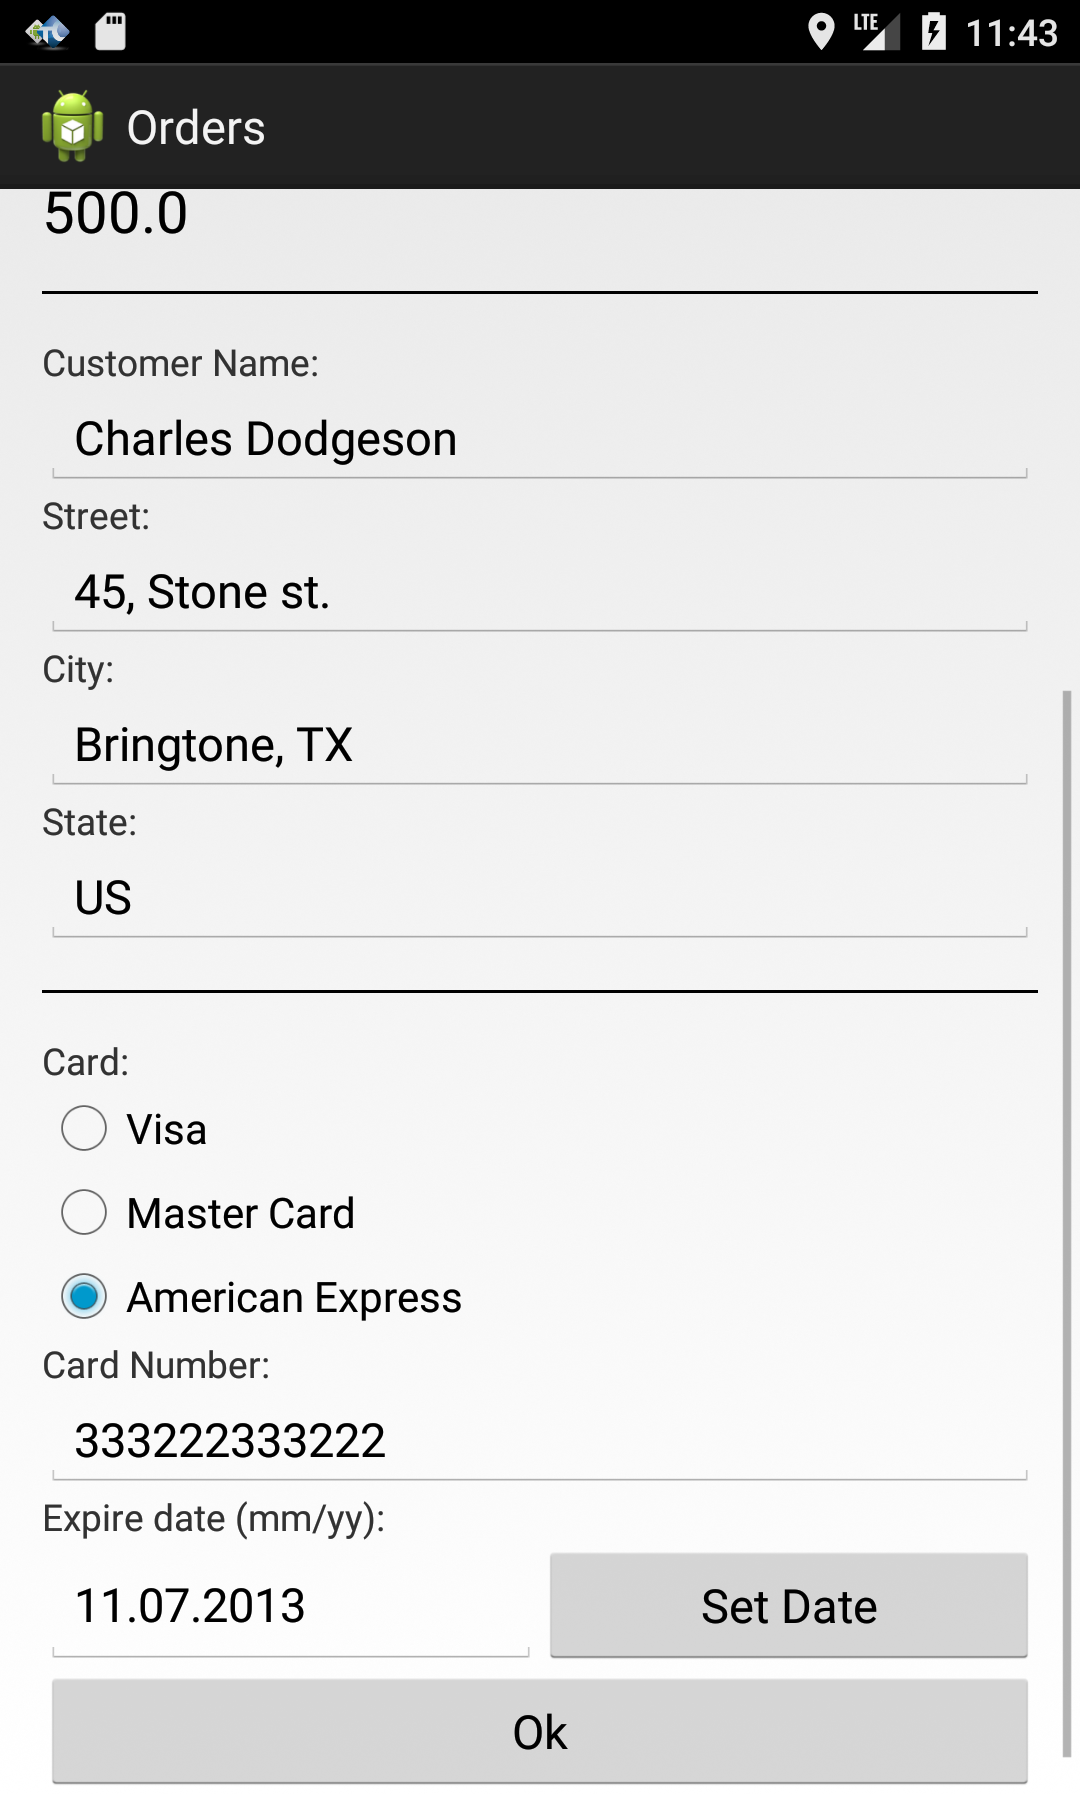 LTE 11:43
Orders
500.0
Customer Name:
Charles Dodgeson
Street:
45, Stone st.
City:
Bringtone, TX
State:
US
Card:
Visa
Master Card
American Express
Card Number:
333222333222
Expire date (mm/yy):
11.07.2013 Set Date
Ok